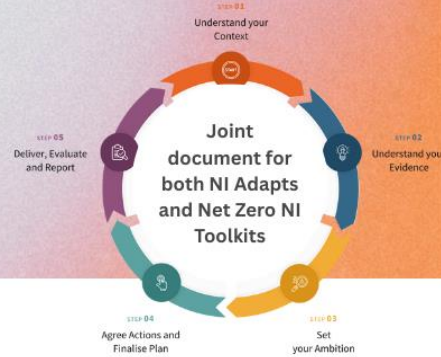 STEP 01
Understand your
Context
START
STEP 05
Deliver, Evaluate
and Report
Joint
document for
both NI Adapts
and Net Zero NI
Toolkits
STEP 02
Understand you
Evidence
STEP 04
Agree Actions and
Finalise Plan
STEP 03
Set
your Ambition